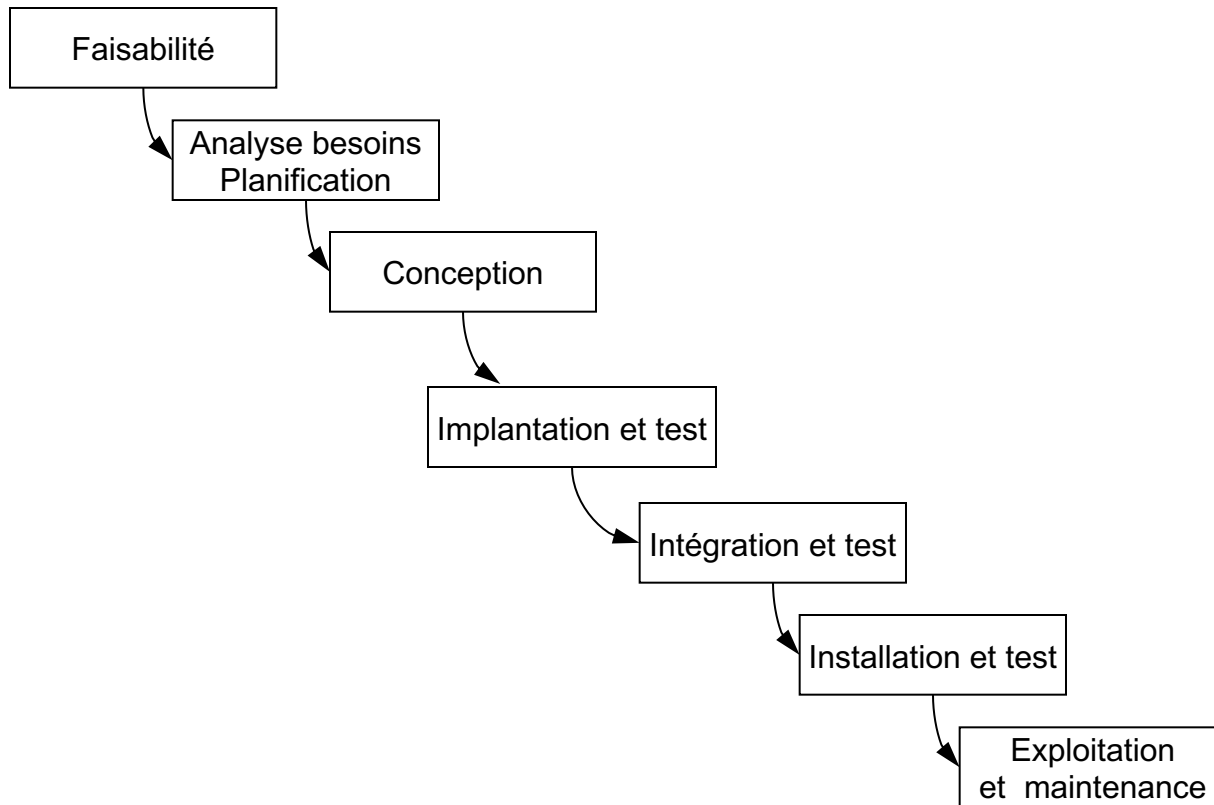 Faisabilité
Analyse besoins
Planification
Conception
Implantation et test
Intégration et test
Installation et test
Exploitation
et maintenance